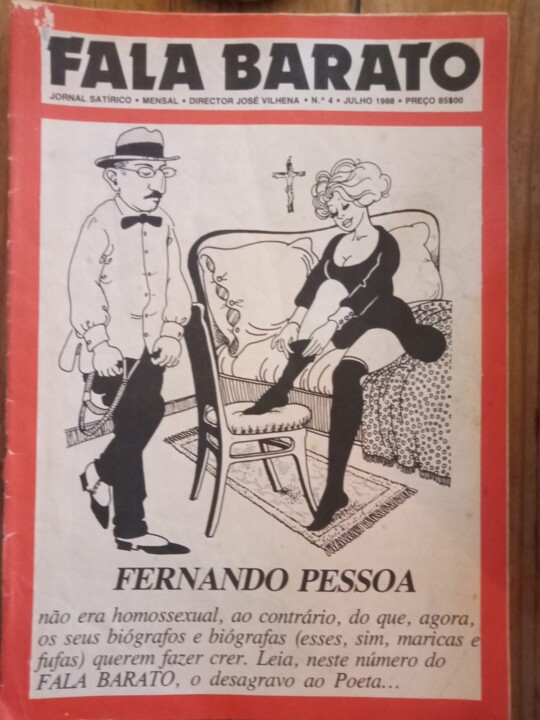 FALA BARATO
JORNAL SATÍRICO • MENSAL • DIRECTOR JOSÉ VILHENA • N.º 4 • JULHO 1988 • PREÇO 85$00
FERNANDO PESSOA
não era homossexual, ao contrário, do que, agora,
os seus biógrafos e biógrafas (esses, sim, maricas e
fufas) querem fazer crer. Leia, neste número do
FALA BARATO, o desagravo ao Poeta...